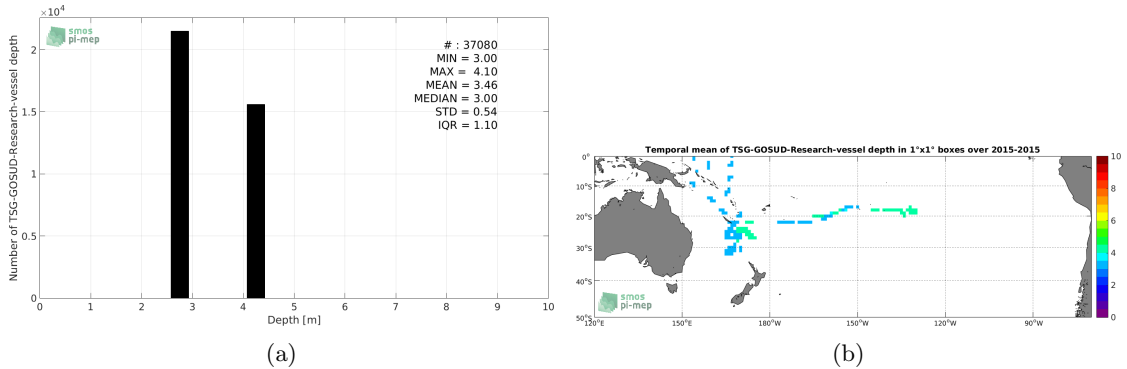 ×10⁴
smos
pi-mep
# : 37080
MIN = 3.00
MAX = 4.10
MEAN = 3.46
MEDIAN = 3.00
STD = 0.54
IQR = 1.10
Number of TSG-GOSUD-Research-vessel depth
2
1.5
1
0.5
0
0 1 2 3 4 5 6 7 8 9 10
Depth [m]
(a)
Temporal mean of TSG-GOSUD-Research-vessel depth in 1°x1° boxes over 2015-2015
0°
10°S
20°S
30°S
40°S
50°S
120°E 150°E 180°W 150°W 120°W 90°W
smos
pi-mep
10
8
6
4
2
0
(b)